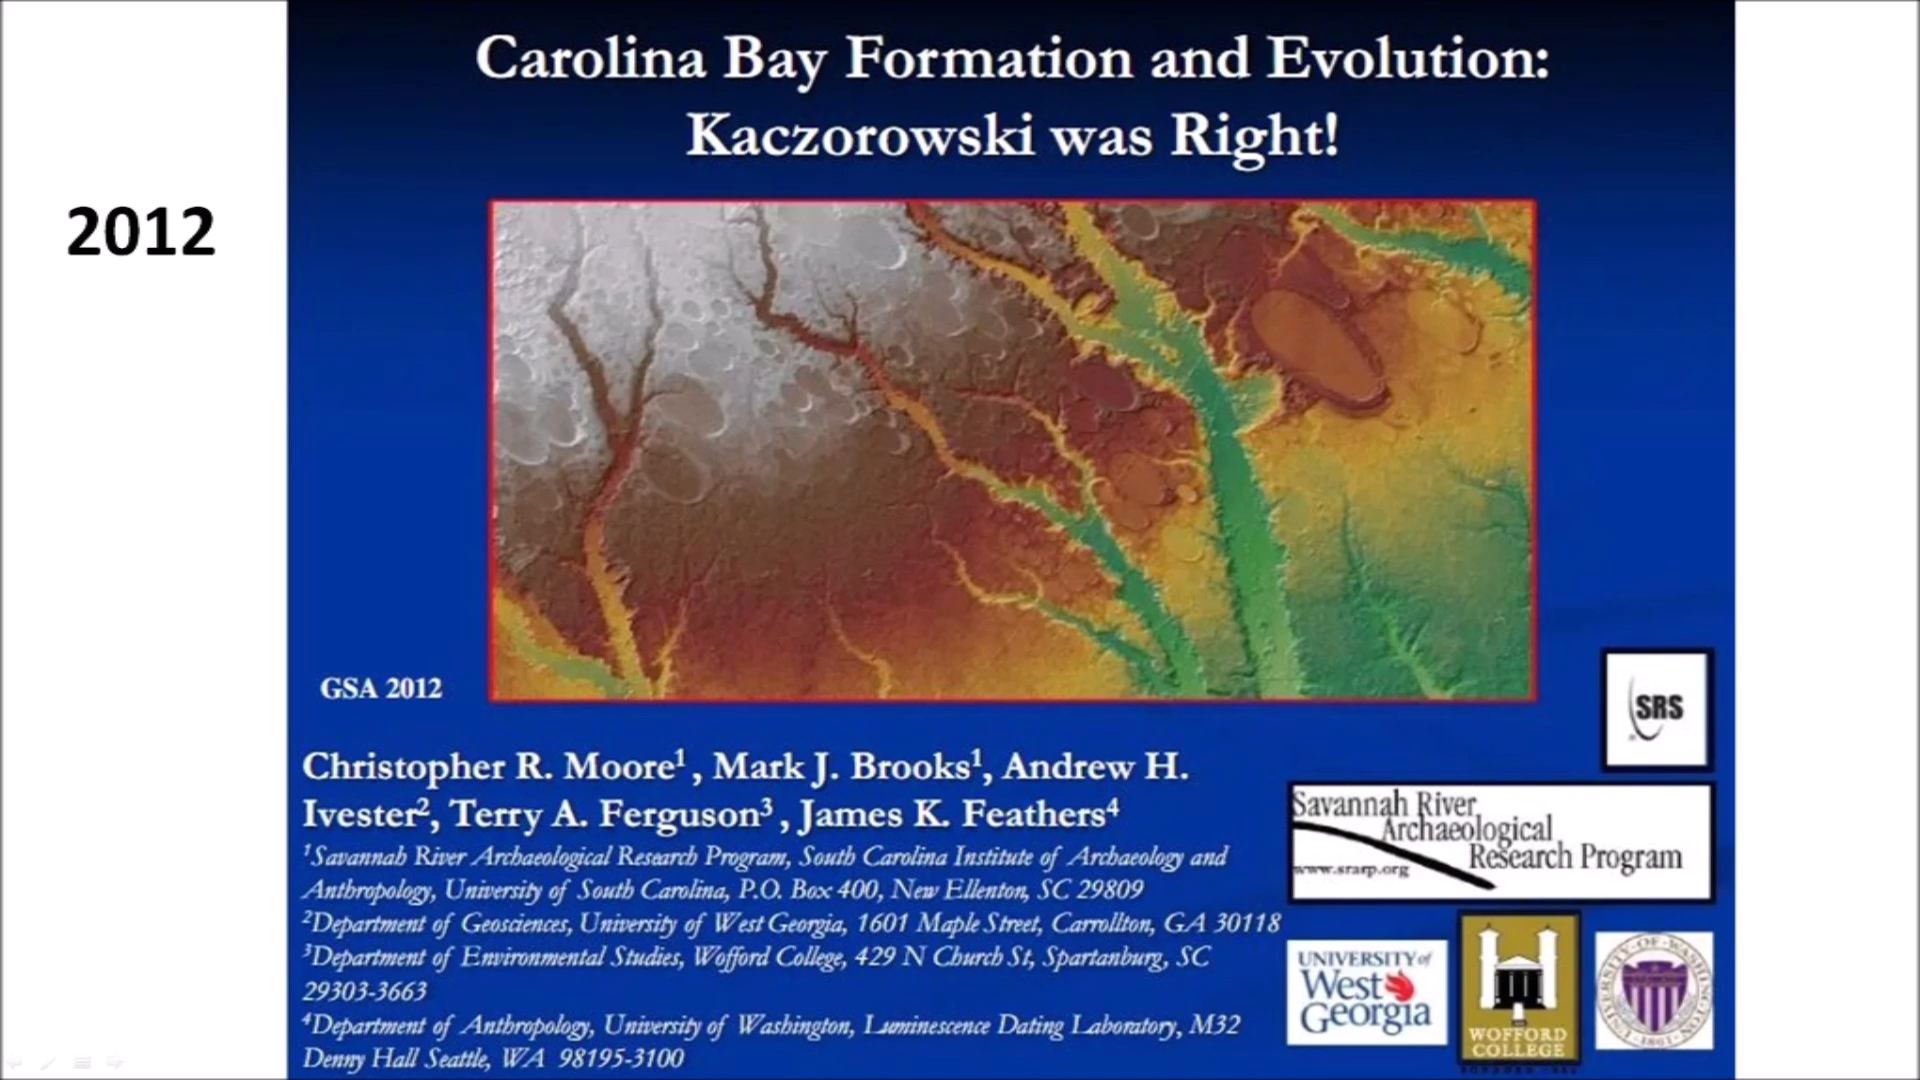 Carolina Bay Formation and Evolution:
Kaczorowski was Right!
2012
GSA 2012
Christopher R. Moore¹, Mark J. Brooks¹, Andrew H.
Ivester², Terry A. Ferguson³, James K. Feathers⁴
¹Savannah River Archaeological Research Program, South Carolina Institute of Archaeology and
Anthropology, University of South Carolina, P.O. Box 400, New Ellenton, SC 29809
²Department of Geosciences, University of West Georgia, 1601 Maple Street, Carrollton, GA 30118
³Department of Environmental Studies, Wofford College, 429 N Church St, Spartanburg, SC
29303-3663
⁴Department of Anthropology, University of Washington, Luminescence Dating Laboratory, M32
Denny Hall Seattle, WA 98195-3100
SRS
Savannah River
Archaeological
Research Program
www.srarp.org
UNIVERSITY of
West
Georgia
WOFFORD
COLLEGE
UNIVERSITY·OF·WASHINGTON
1861